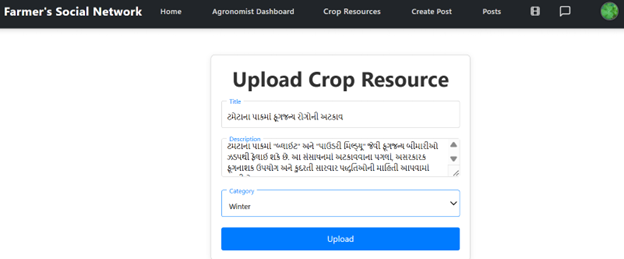 Farmer's Social Network Home Agronomist Dashboard Crop Resources Create Post Posts
Upload Crop Resource
Title
ટમેટાના પાકમાં ફૂગજન્ય રોગોની અટકાવ
Description
ટમેટાના પાકમાં "બ્લાઇટ" અને "પાઉડરી મિલ્ડ્યૂ" જેવી ફૂગજન્ય બીમારીઓ
ઝડપથી ફેલાઈ શકે છે. આ સંસાધનમાં અટકાવવાના પગલાં, અસરકારક
ફૂગનાશક ઉપયોગ અને કુદરતી સારવાર પદ્ધતિઓની માહિતી આપવામાં
Category
Winter
Upload